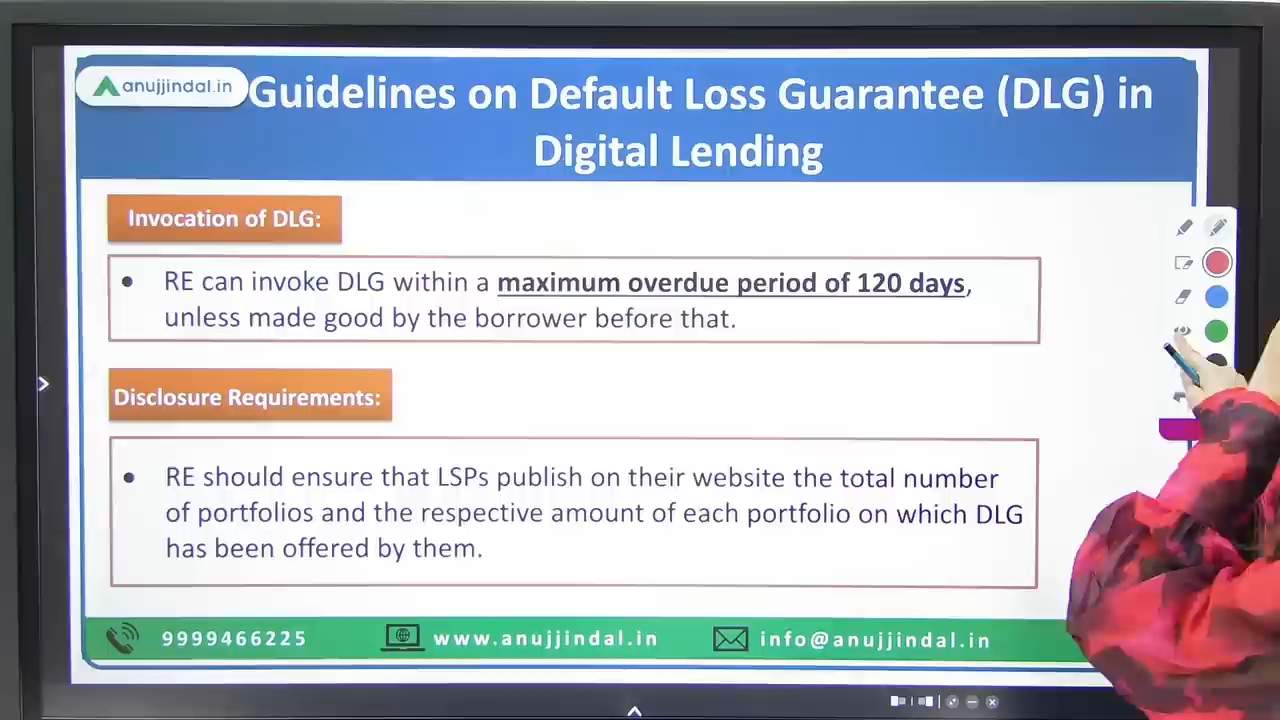 anujjindal.in
Guidelines on Default Loss Guarantee (DLG) in
Digital Lending
Invocation of DLG:
• RE can invoke DLG within a maximum overdue period of 120 days,
unless made good by the borrower before that.
Disclosure Requirements:
• RE should ensure that LSPs publish on their website the total number
of portfolios and the respective amount of each portfolio on which DLG
has been offered by them.
9999466225
www.anujjindal.in
info@anujjindal.in